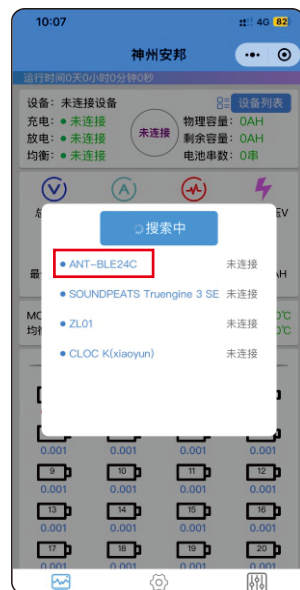 10:07
4G 82
神州安邦
运行时间0天0小时0分钟0秒
设备：未连接设备
设备列表
充电：● 未连接
物理容量：0AH
放电：● 未连接
未连接
剩余容量：0AH
均衡：● 未连接
电池串数：0串
搜索中
● ANT-BLE24C 未连接
● SOUNDPEATS Truengine 3 SE 未连接
● ZL01 未连接
● CLOC K(xiaoyun) 未连接
0.001 0.001 0.001 0.001
9 10 11 12
0.001 0.001 0.001 0.001
13 14 15 16
0.001 0.001 0.001 0.001
17 18 19 20
0.001 0.001 0.001 0.001